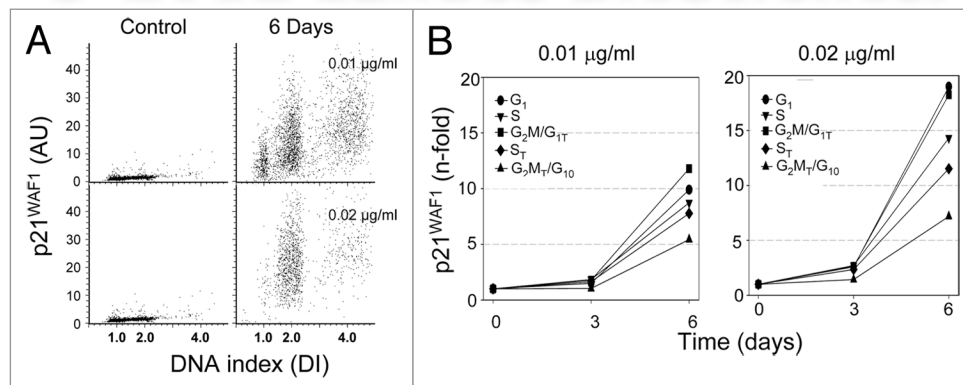 A
Control
6 Days
p21WAF1 (AU)
0.01 µg/ml
40
30
20
10
0
0.02 µg/ml
40
30
20
10
0
1.0 2.0 4.0
1.0 2.0 4.0
DNA index (DI)
B
0.01 µg/ml
0.02 µg/ml
p21WAF1 (n-fold)
20
15
10
5
0
G1
S
G2M/G1T
ST
G2MT/G10
0 3 6
20
15
10
5
0
G1
S
G2M/G1T
ST
G2MT/G10
0 3 6
Time (days)